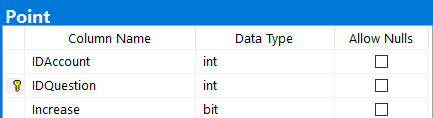 Point
Column Name Data Type Allow Nulls
IDAccount int
IDQuestion int
Increase bit